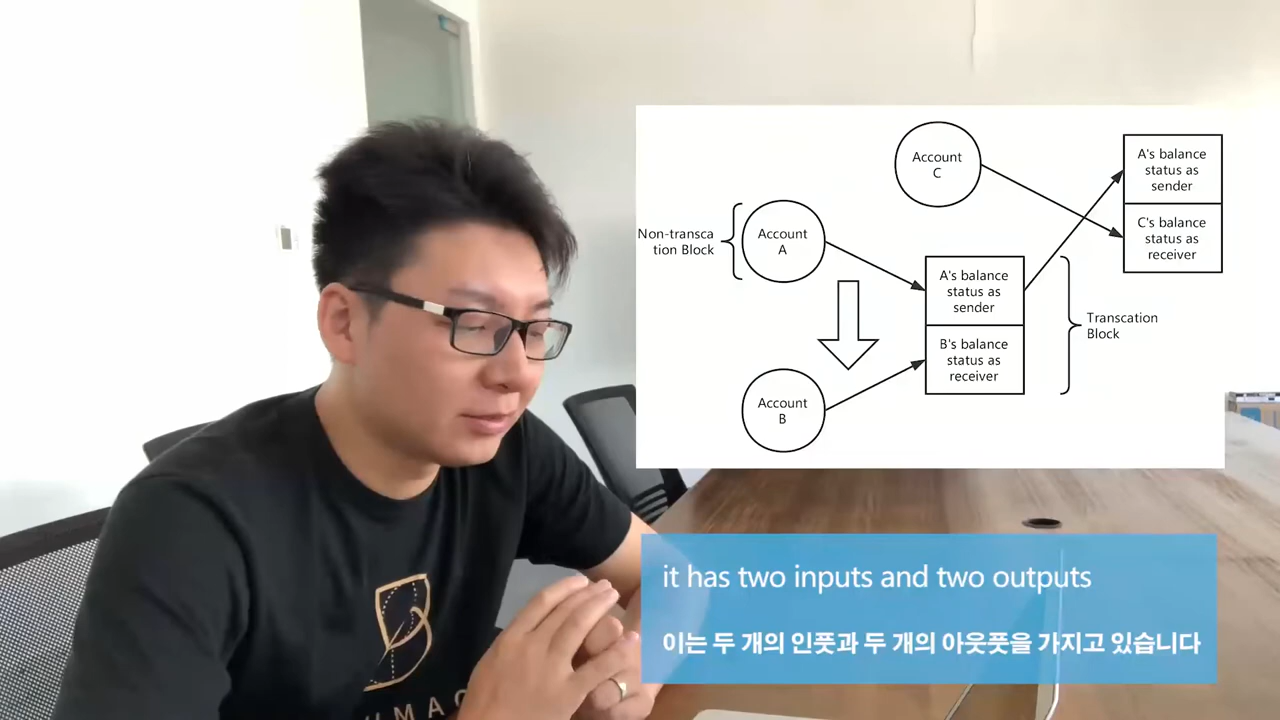 Account
C
A's balance
status as
sender
C's balance
status as
receiver
Non-transca
tion Block
Account
A
A's balance
status as
sender
B's balance
status as
receiver
Transcation
Block
Account
B
it has two inputs and two outputs
이는 두 개의 인풋과 두 개의 아웃풋을 가지고 있습니다